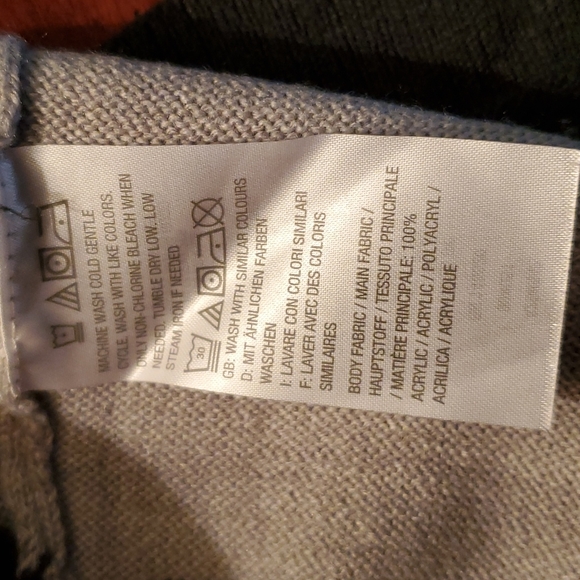 MACHINE WASH COLD GENTLE
CYCLE. WASH WITH LIKE COLORS.
ONLY NON-CHLORINE BLEACH WHEN
NEEDED. TUMBLE DRY LOW. LOW
STEAM IRON IF NEEDED
30
GB: WASH WITH SIMILAR COLOURS
D: MIT ÄHNLICHEN FARBEN
WASCHEN
I: LAVARE CON COLORI SIMILARI
F: LAVER AVEC DES COLORIS
SIMILAIRES
BODY FABRIC / MAIN FABRIC /
HAUPTSTOFF / TESSUTO PRINCIPALE
/ MATIÈRE PRINCIPALE: 100%
ACRYLIC / ACRYLIC / POLYACRYL /
ACRILICA / ACRYLIQUE